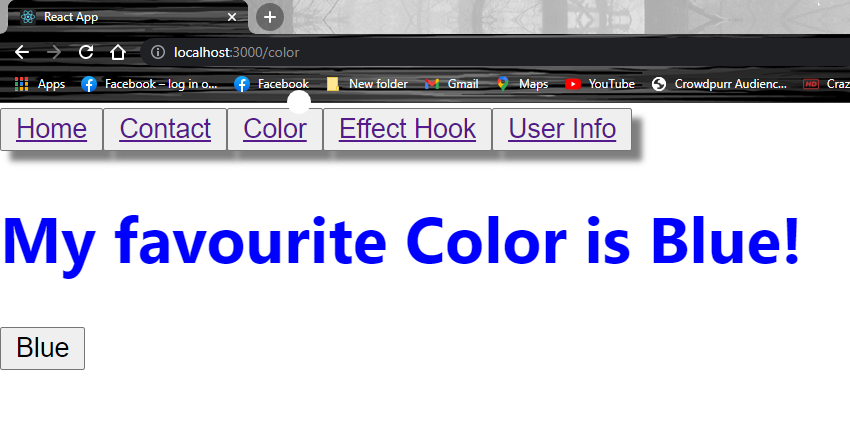 React App
localhost:3000/color
Apps Facebook – log in o... Facebook New folder Gmail Maps YouTube Crowdpurr Audienc... HD Craz
Home Contact Color Effect Hook User Info
My favourite Color is Blue!
Blue